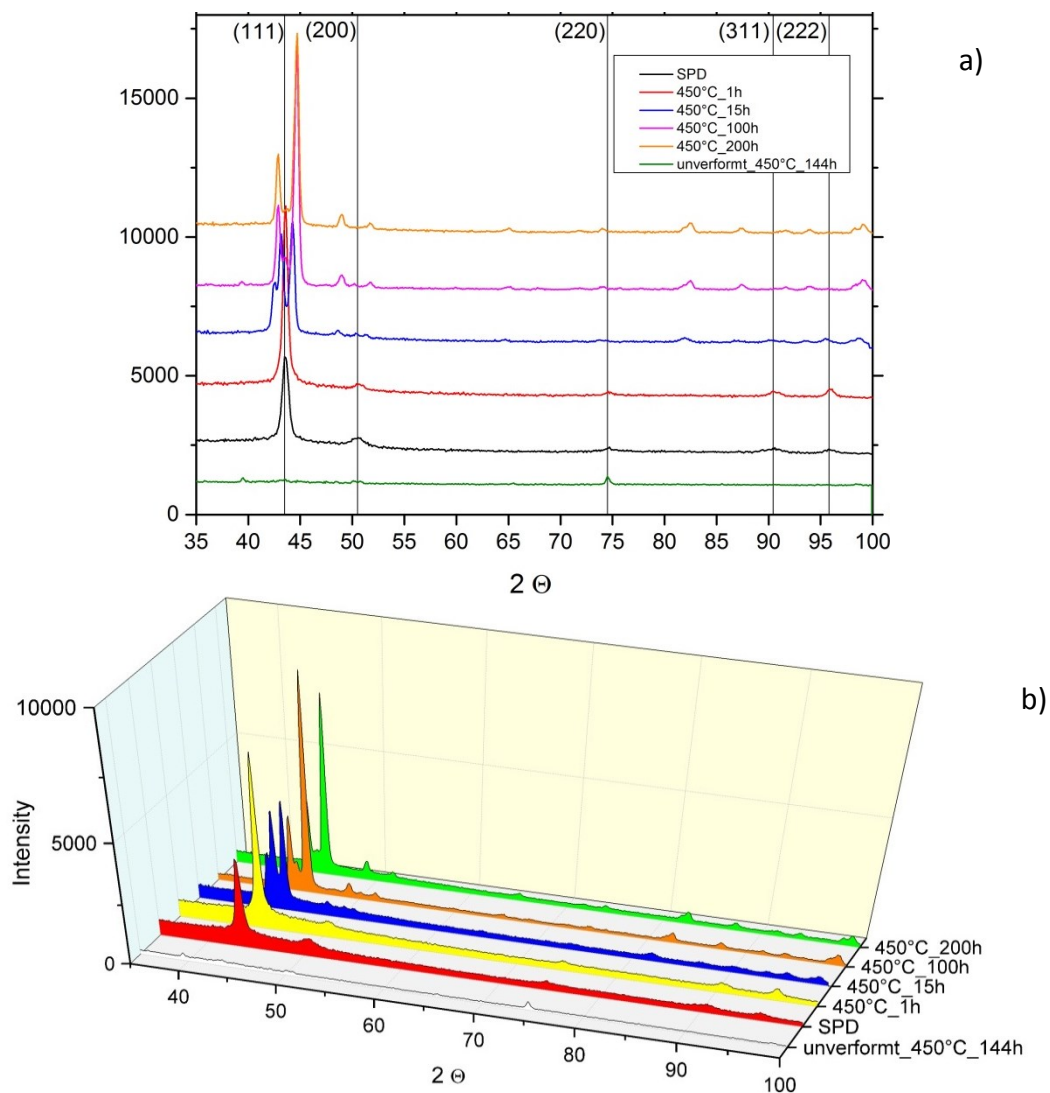 (111) (200) (220) (311) (222)
a)
SPD
450°C_1h
450°C_15h
450°C_100h
450°C_200h
unverformt_450°C_144h
15000
10000
5000
0
35 40 45 50 55 60 65 70 75 80 85 90 95 100
2 Θ
b)
10000
5000
0
Intensity
40 50 60 70 80 90 100
2 Θ
450°C_200h
450°C_100h
450°C_15h
450°C_1h
SPD
unverformt_450°C_144h